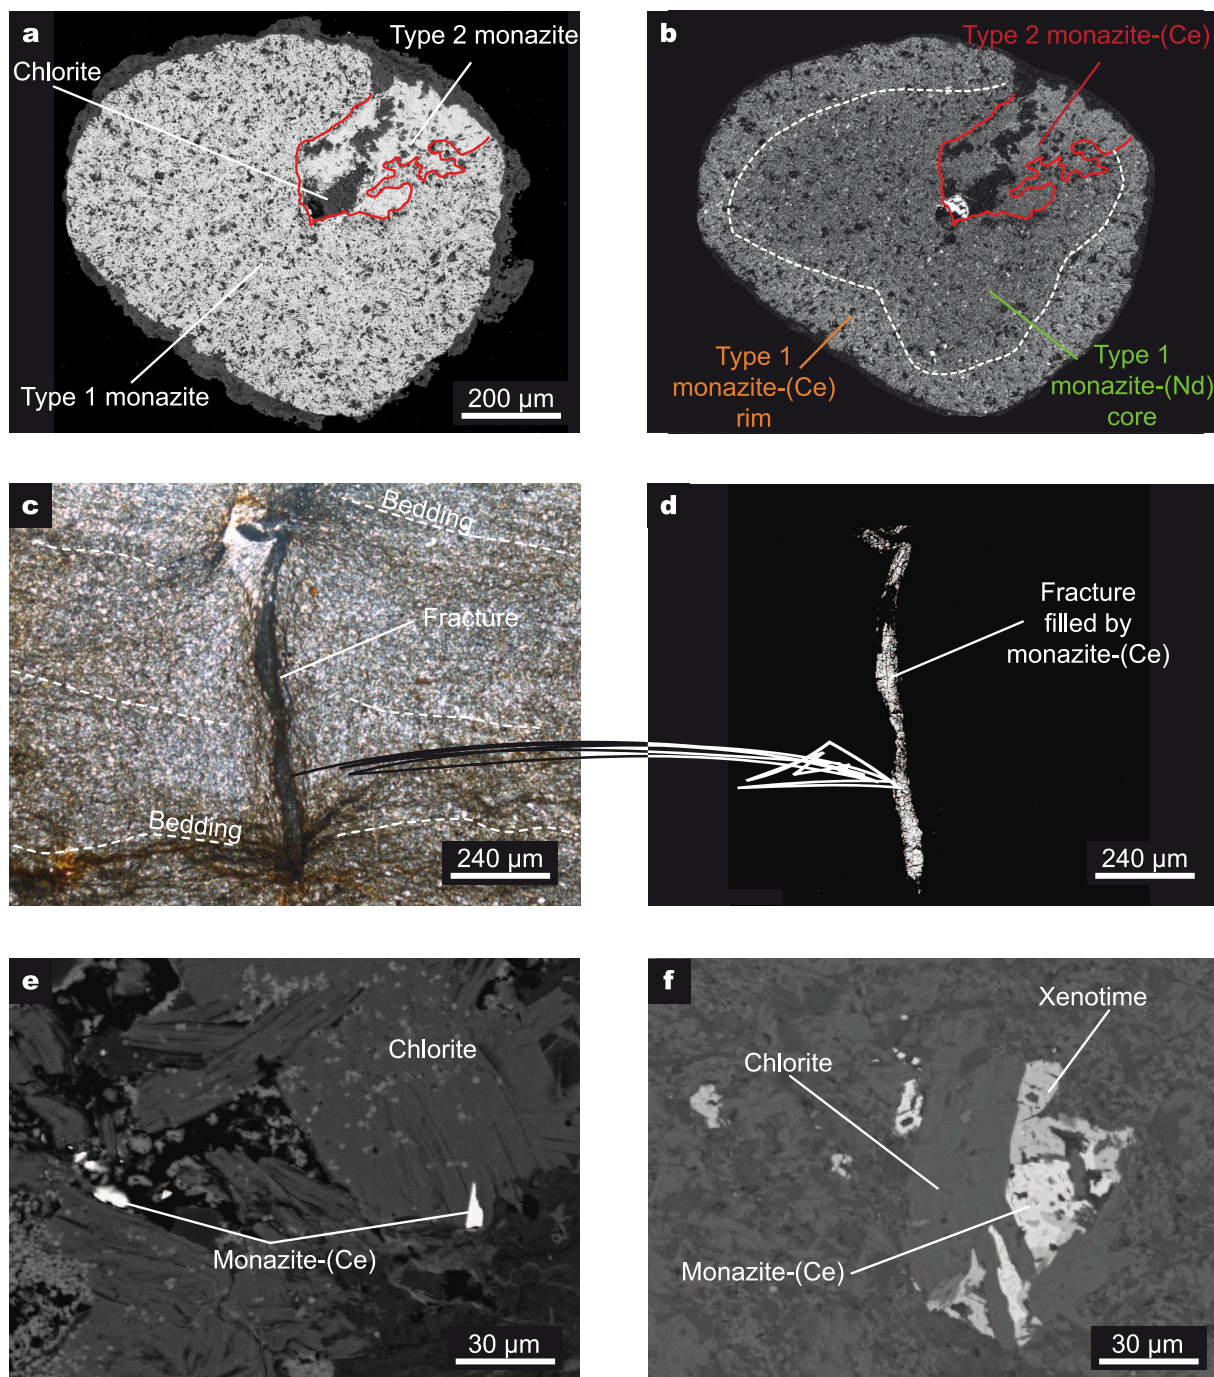 a
Type 2 monazite
Chlorite
Type 1 monazite
200 µm
b
Type 2 monazite-(Ce)
Type 1
monazite-(Ce)
rim
Type 1
monazite-(Nd)
core
c
Bedding
Fracture
Bedding
240 µm
d
Fracture
filled by
monazite-(Ce)
240 µm
e
Chlorite
Monazite-(Ce)
30 µm
f
Xenotime
Chlorite
Monazite-(Ce)
30 µm